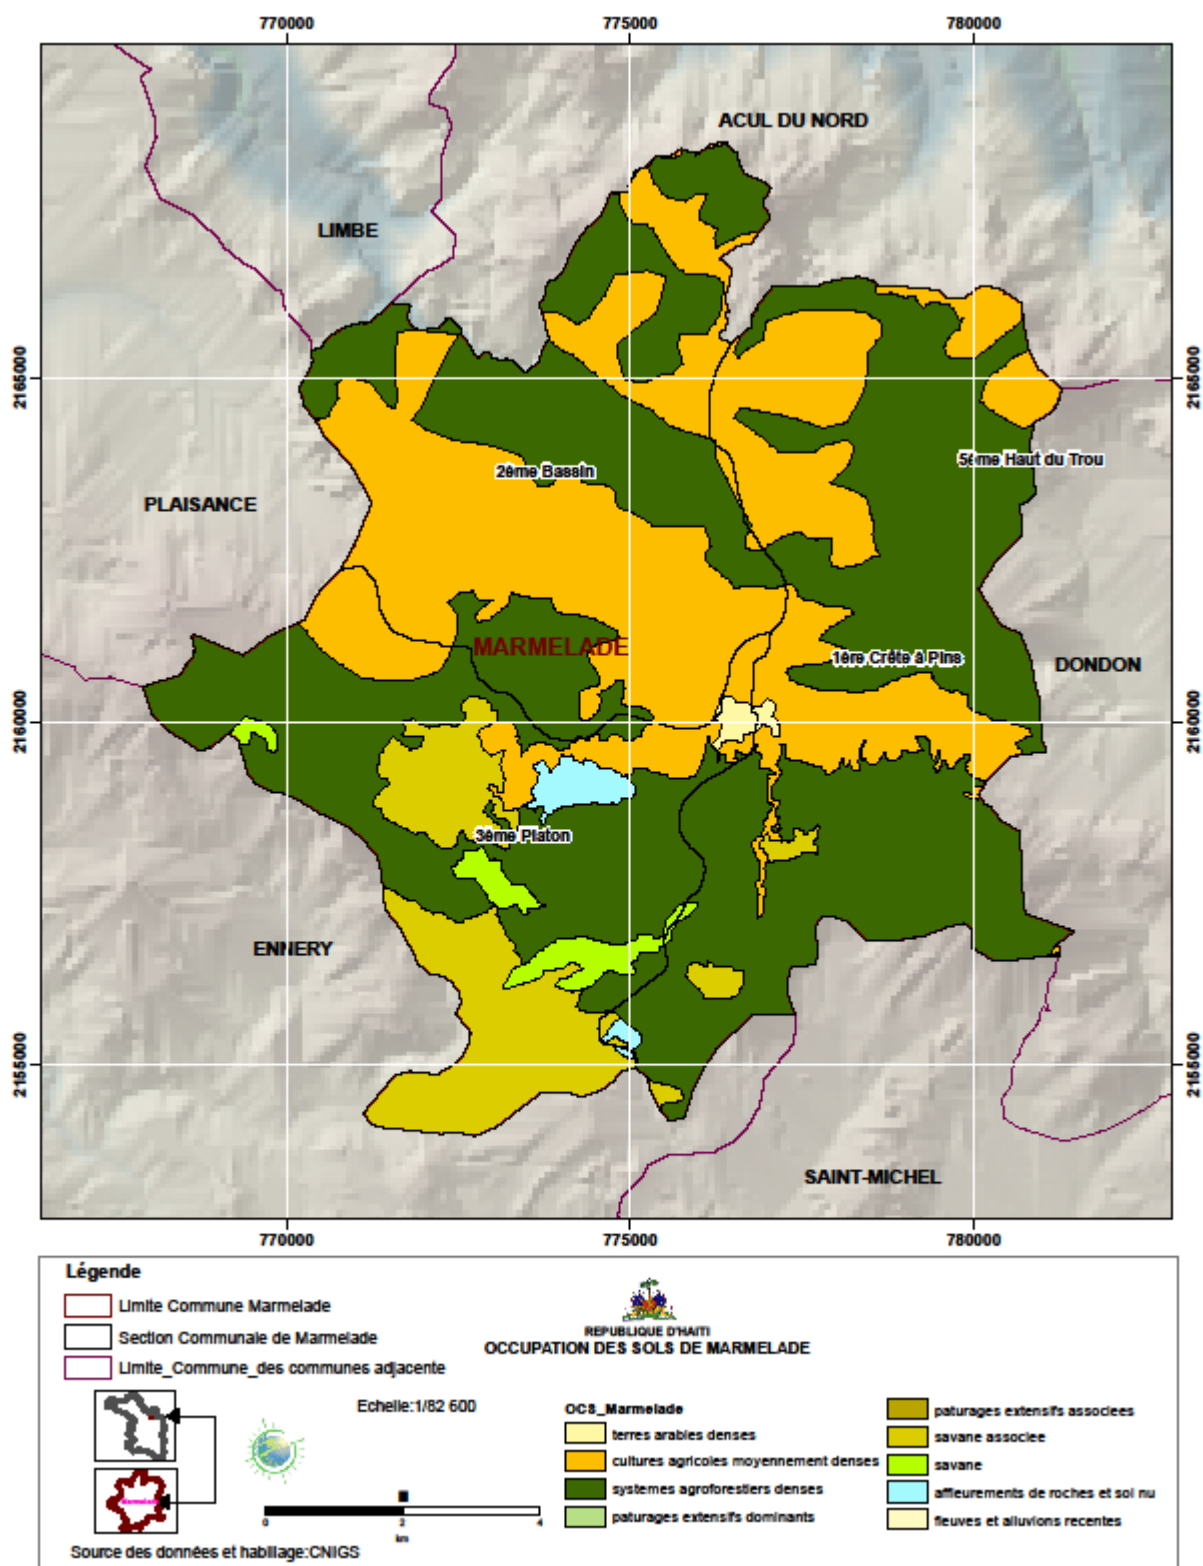 770000 775000 780000
ACUL DU NORD
LIMBE
2165000 2165000
2ème Bassin
5ème Haut du Trou
PLAISANCE
MARMELADE
1ère Crête à Pins
DONDON
2160000 2160000
3ème Platon
ENNERY
2155000 2155000
SAINT-MICHEL
770000 775000 780000
Légende
Limite Commune Marmelade
Section Communale de Marmelade
Limite_Commune_des communes adjacente
REPUBLIQUE D'HAITI
OCCUPATION DES SOLS DE MARMELADE
Echelle:1/82 600
Marmelade
0 2 4
km
Source des données et habillage:CNIGS
OCS_Marmelade
terres arables denses
cultures agricoles moyennement denses
systemes agroforestiers denses
paturages extensifs dominants
paturages extensifs associees
savane associee
savane
affleurements de roches et sol nu
fleuves et alluvions recentes